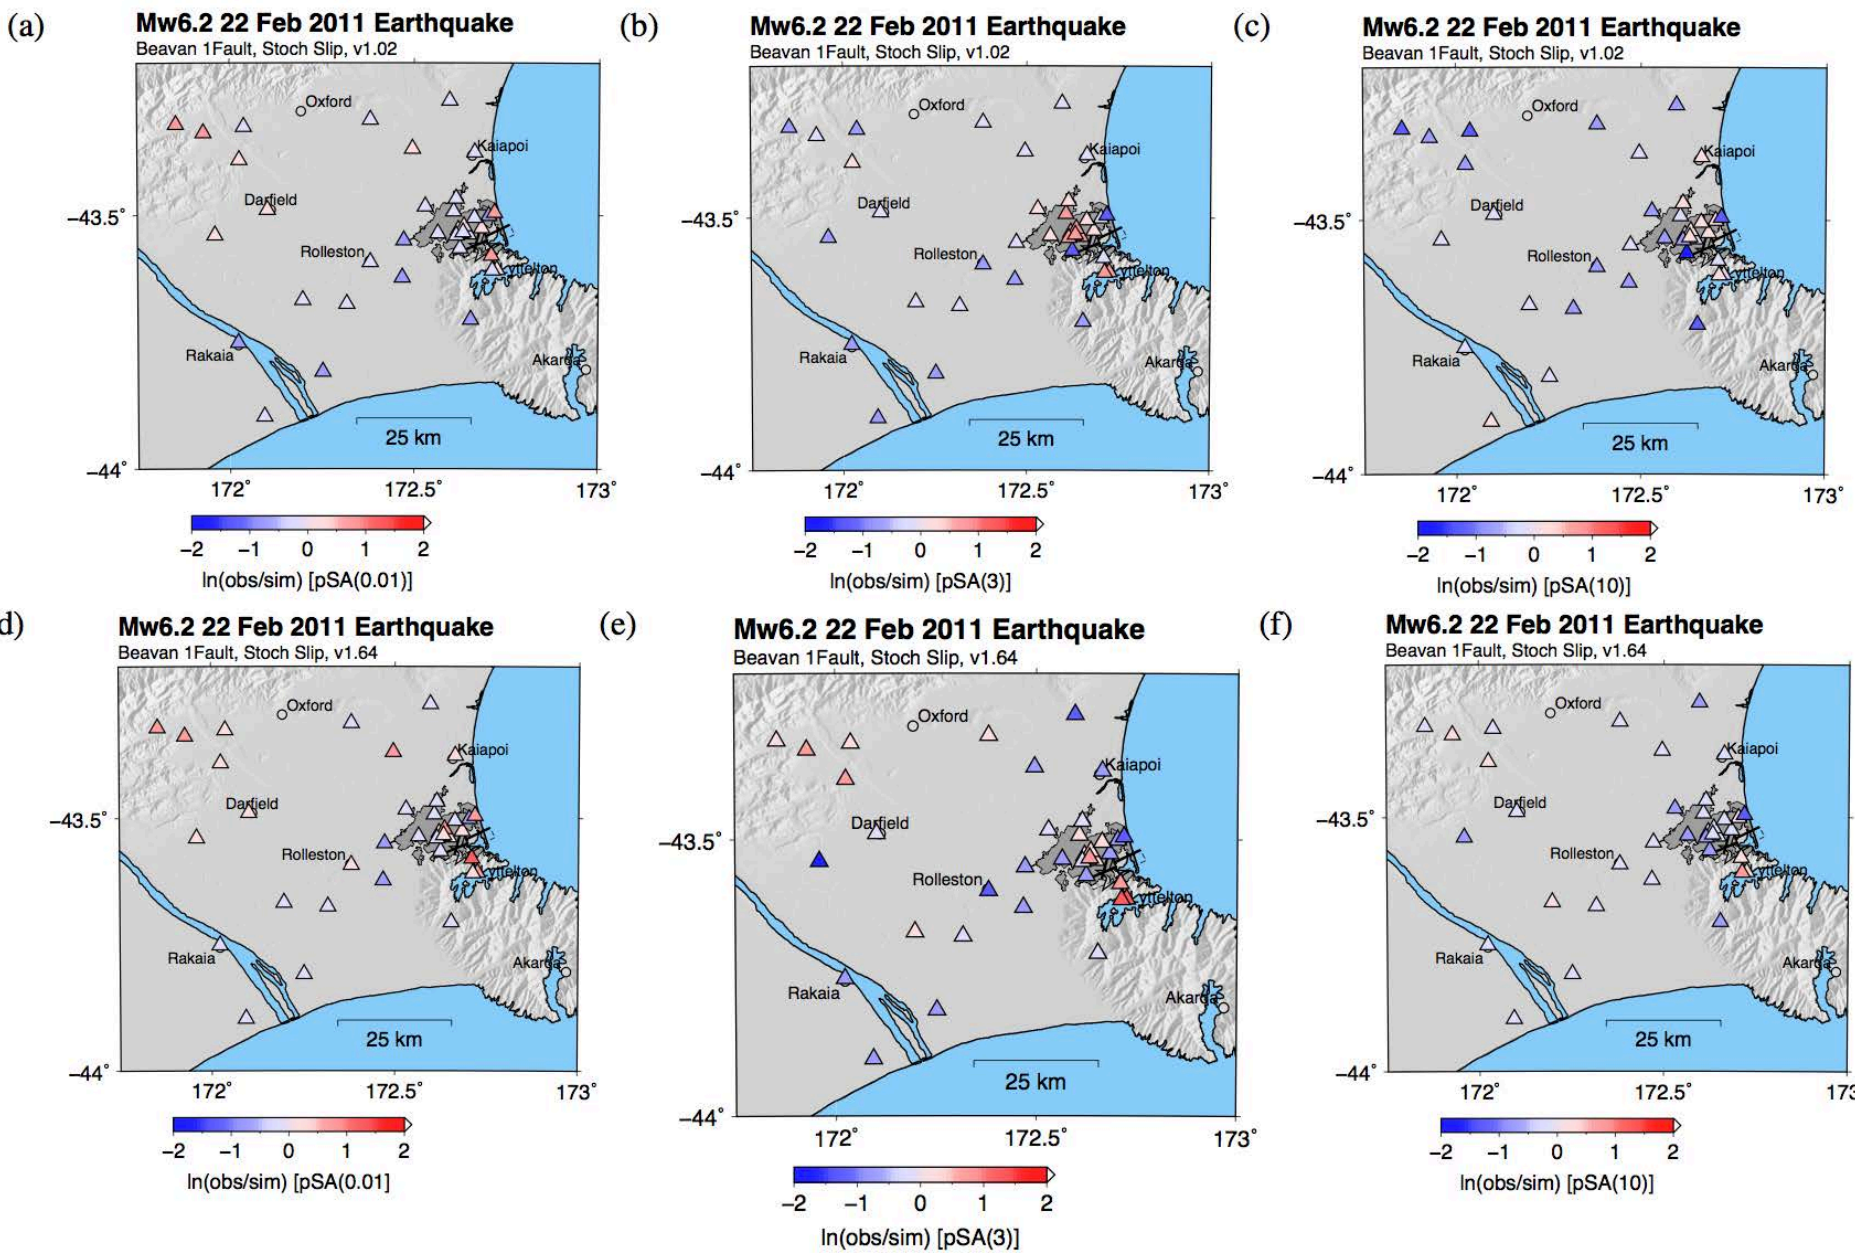 (a)
Mw6.2 22 Feb 2011 Earthquake
Beavan 1Fault, Stoch Slip, v1.02
Oxford
Kaiapoi
Darfield
−43.5˚
Rolleston
yttelton
Rakaia
Akaroa
25 km
−44˚
172˚ 172.5˚ 173˚
−2 −1 0 1 2
ln(obs/sim) [pSA(0.01)]
(b)
Mw6.2 22 Feb 2011 Earthquake
Beavan 1Fault, Stoch Slip, v1.02
Oxford
Kaiapoi
Darfield
−43.5˚
Rolleston
yttelton
Rakaia
Akaroa
25 km
−44˚
172˚ 172.5˚ 173˚
−2 −1 0 1 2
ln(obs/sim) [pSA(3)]
(c)
Mw6.2 22 Feb 2011 Earthquake
Beavan 1Fault, Stoch Slip, v1.02
Oxford
Kaiapoi
Darfield
−43.5˚
Rolleston
yttelton
Rakaia
Akaroa
25 km
−44˚
172˚ 172.5˚ 173˚
−2 −1 0 1 2
ln(obs/sim) [pSA(10)]
d)
Mw6.2 22 Feb 2011 Earthquake
Beavan 1Fault, Stoch Slip, v1.64
Oxford
Kaiapoi
Darfield
−43.5˚
Rolleston
yttelton
Rakaia
Akaroa
25 km
−44˚
172˚ 172.5˚ 173˚
−2 −1 0 1 2
ln(obs/sim) [pSA(0.01]
(e)
Mw6.2 22 Feb 2011 Earthquake
Beavan 1Fault, Stoch Slip, v1.64
Oxford
Kaiapoi
Darfield
−43.5˚
Rolleston
yttelton
Rakaia
Akaroa
25 km
−44˚
172˚ 172.5˚ 173˚
−2 −1 0 1 2
ln(obs/sim) [pSA(3)]
(f)
Mw6.2 22 Feb 2011 Earthquake
Beavan 1Fault, Stoch Slip, v1.64
Oxford
Kaiapoi
Darfield
−43.5˚
Rolleston
yttelton
Rakaia
Akaroa
25 km
−44˚
172˚ 172.5˚ 173
−2 −1 0 1 2
ln(obs/sim) [pSA(10)]